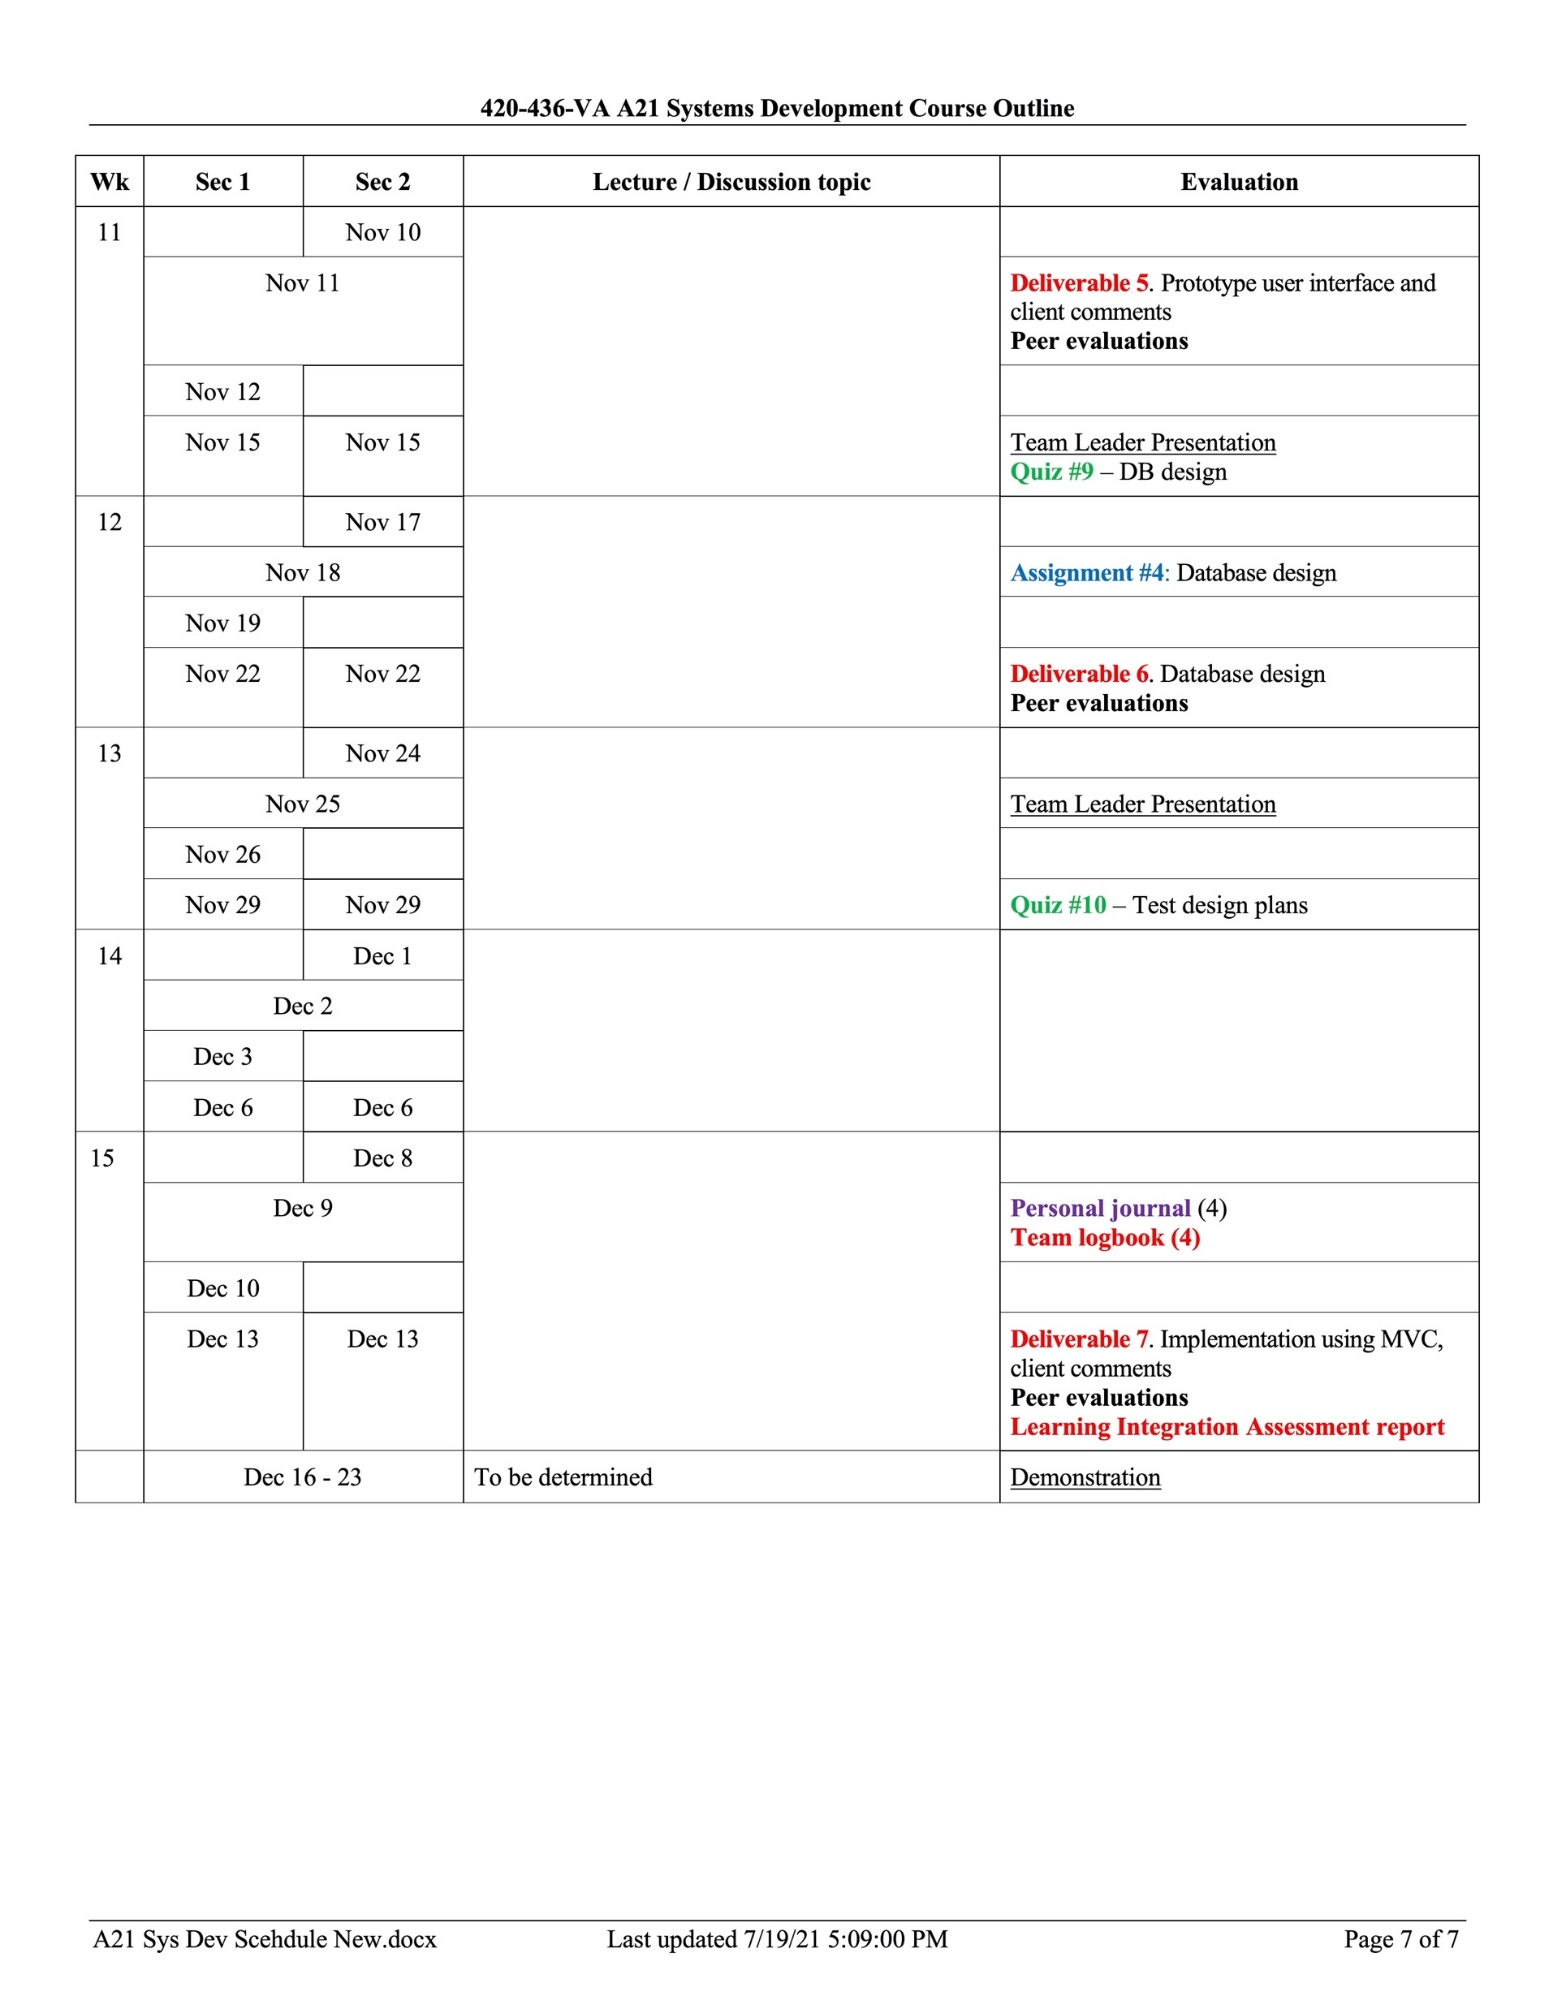 420-436-VA A21 Systems Development Course Outline
Wk Sec 1 Sec 2 Lecture / Discussion topic Evaluation
11 Nov 10
Nov 11 Deliverable 5. Prototype user interface and
client comments
Peer evaluations
Nov 12
Nov 15 Nov 15 Team Leader Presentation
Quiz #9 – DB design
12 Nov 17
Nov 18 Assignment #4: Database design
Nov 19
Nov 22 Nov 22 Deliverable 6. Database design
Peer evaluations
13 Nov 24
Nov 25 Team Leader Presentation
Nov 26
Nov 29 Nov 29 Quiz #10 – Test design plans
14 Dec 1
Dec 2
Dec 3
Dec 6 Dec 6
15 Dec 8
Dec 9 Personal journal (4)
Team logbook (4)
Dec 10
Dec 13 Dec 13 Deliverable 7. Implementation using MVC,
client comments
Peer evaluations
Learning Integration Assessment report
Dec 16 - 23 To be determined Demonstration
A21 Sys Dev Scehdule New.docx Last updated 7/19/21 5:09:00 PM Page 7 of 7